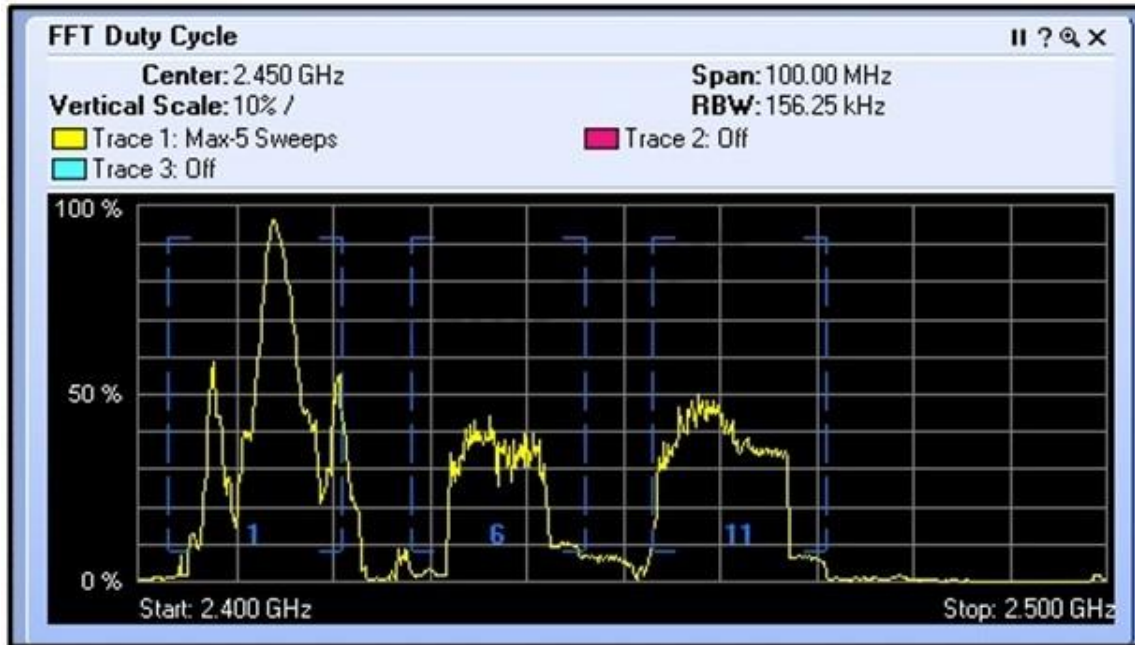 FFT Duty Cycle
Center: 2.450 GHz Span: 100.00 MHz
Vertical Scale: 10% / RBW: 156.25 kHz
Trace 1: Max-5 Sweeps Trace 2: Off
Trace 3: Off
100 %
50 %
1 6 11
0 %
Start: 2.400 GHz Stop: 2.500 GHz